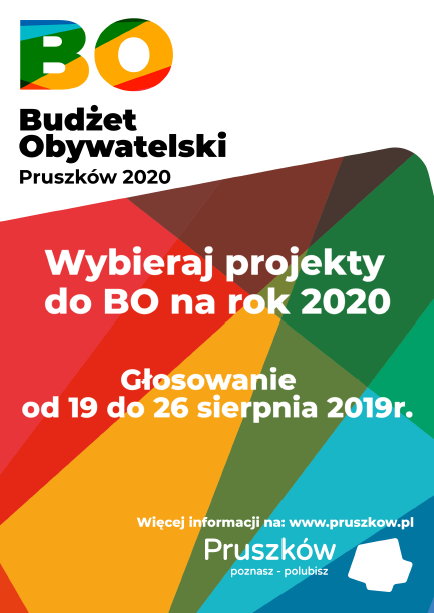 BO
Budżet
Obywatelski
Pruszków 2020
Wybieraj projekty
do BO na rok 2020
Głosowanie
od 19 do 26 sierpnia 2019r.
Więcej informacji na: www.pruszkow.pl
Pruszków
poznasz - polubisz